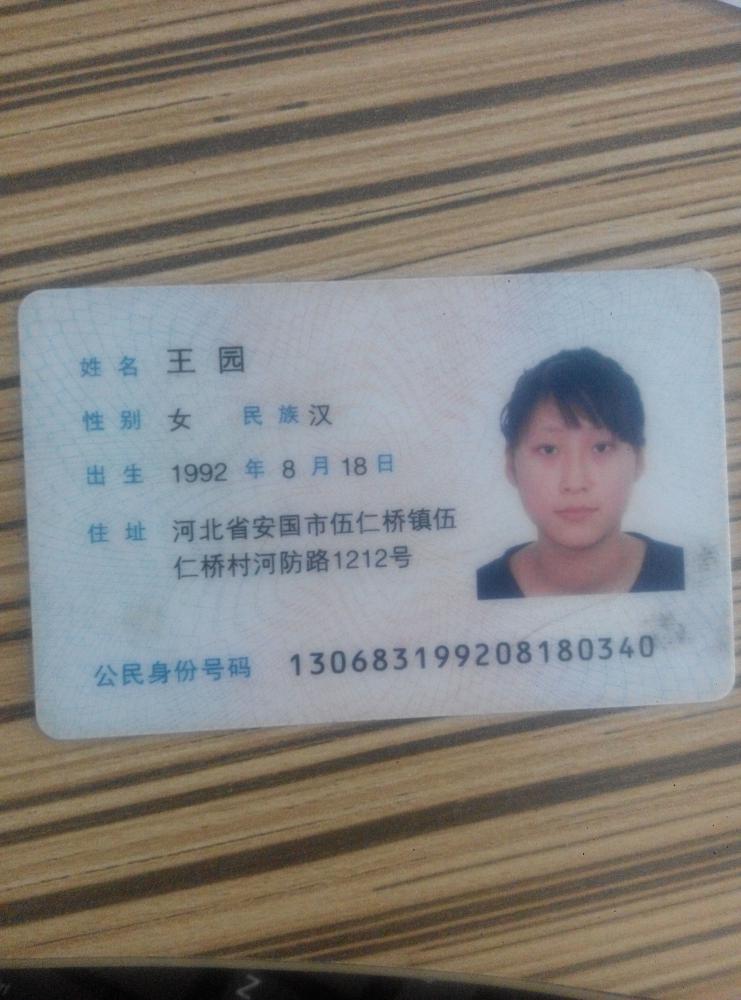 姓名 王园
性别 女 民族 汉
出生 1992 年 8 月 18 日
住址 河北省安国市伍仁桥镇伍
仁桥村河防路1212号
公民身份号码 130683199208180340
Z